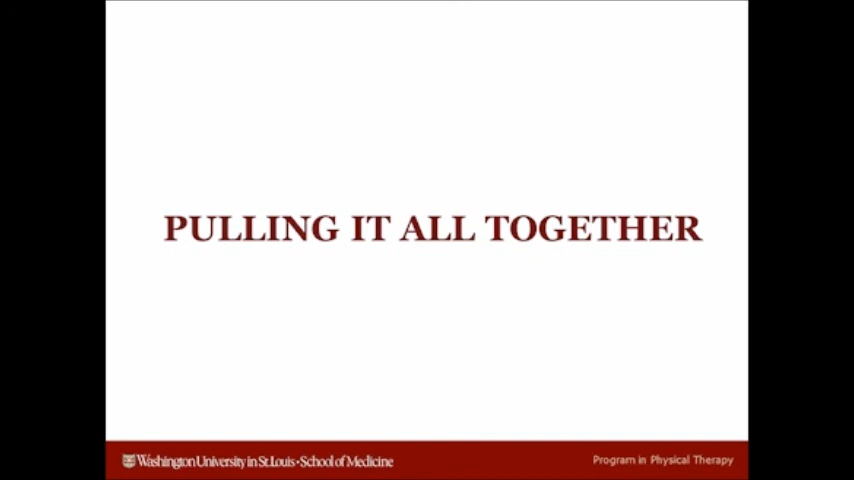 PULLING IT ALL TOGETHER
Washington University in St. Louis • School of Medicine
Program in Physical Therapy